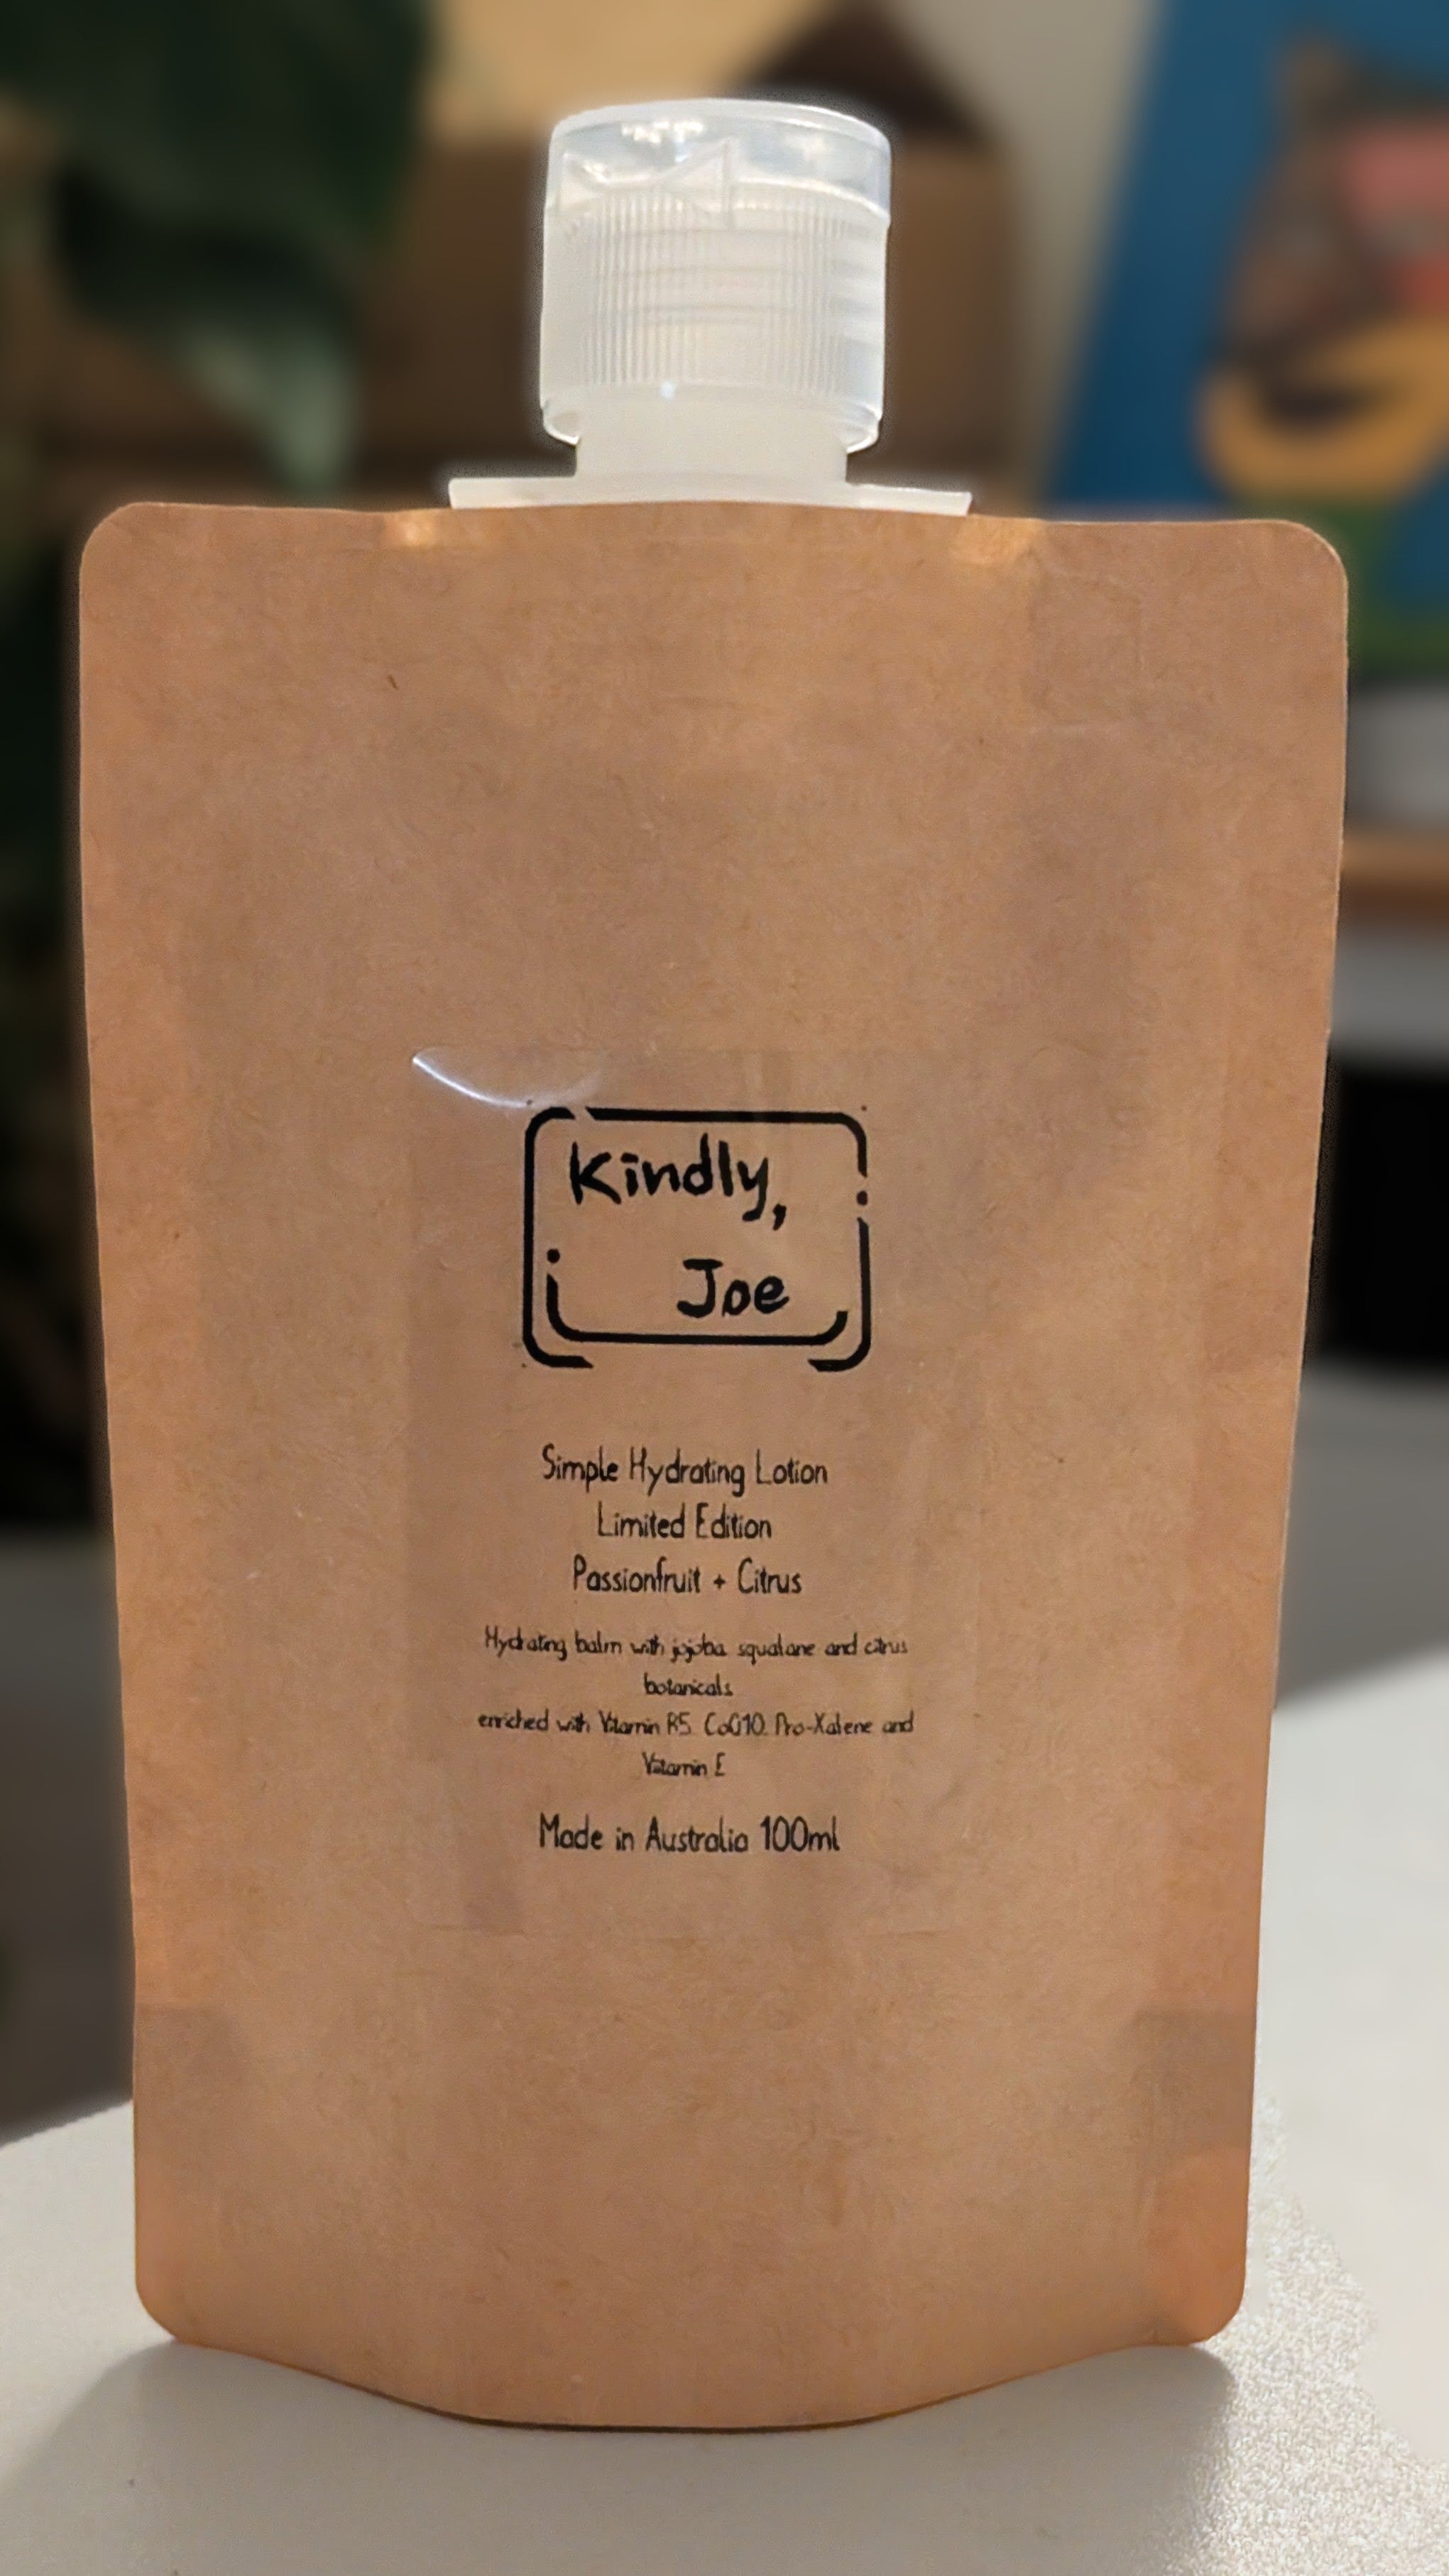 Kindly,
Joe
Simple Hydrating Lotion
Limited Edition
Passionfruit + Citrus
Hydrating balm with jojoba squalane and citrus
botanicals
enriched with Vitamin B5 CoQ10 Pro-Xalene and
Vitamin E
Made in Australia 100ml